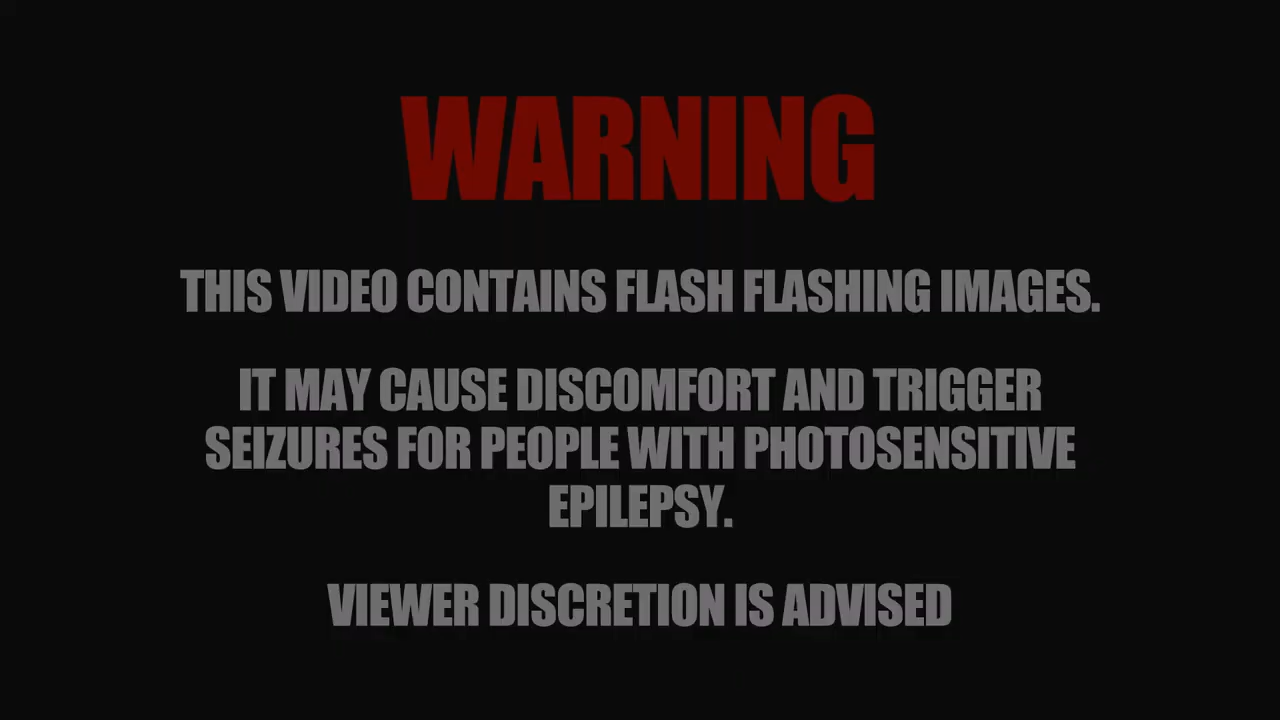 WARNING
THIS VIDEO CONTAINS FLASH FLASHING IMAGES.
IT MAY CAUSE DISCOMFORT AND TRIGGER
SEIZURES FOR PEOPLE WITH PHOTOSENSITIVE
EPILEPSY.
VIEWER DISCRETION IS ADVISED